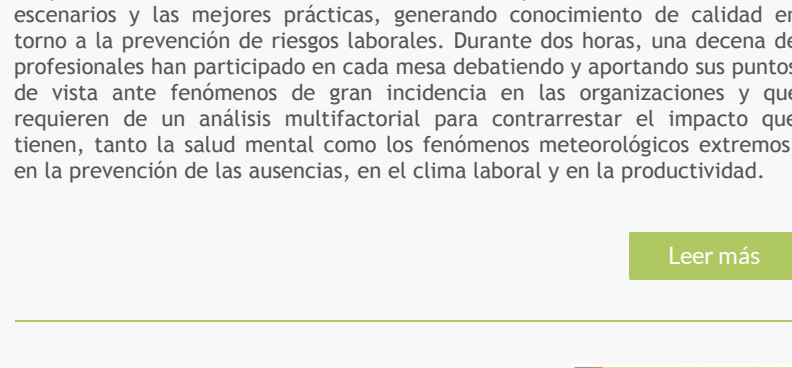 escenarios y las mejores prácticas, generando conocimiento de calidad en
torno a la prevención de riesgos laborales. Durante dos horas, una decena de
profesionales han participado en cada mesa debatiendo y aportando sus puntos
de vista ante fenómenos de gran incidencia en las organizaciones y que
requieren de un análisis multifactorial para contrarrestar el impacto que
tienen, tanto la salud mental como los fenómenos meteorológicos extremos
en la prevención de las ausencias, en el clima laboral y en la productividad.
Leer más